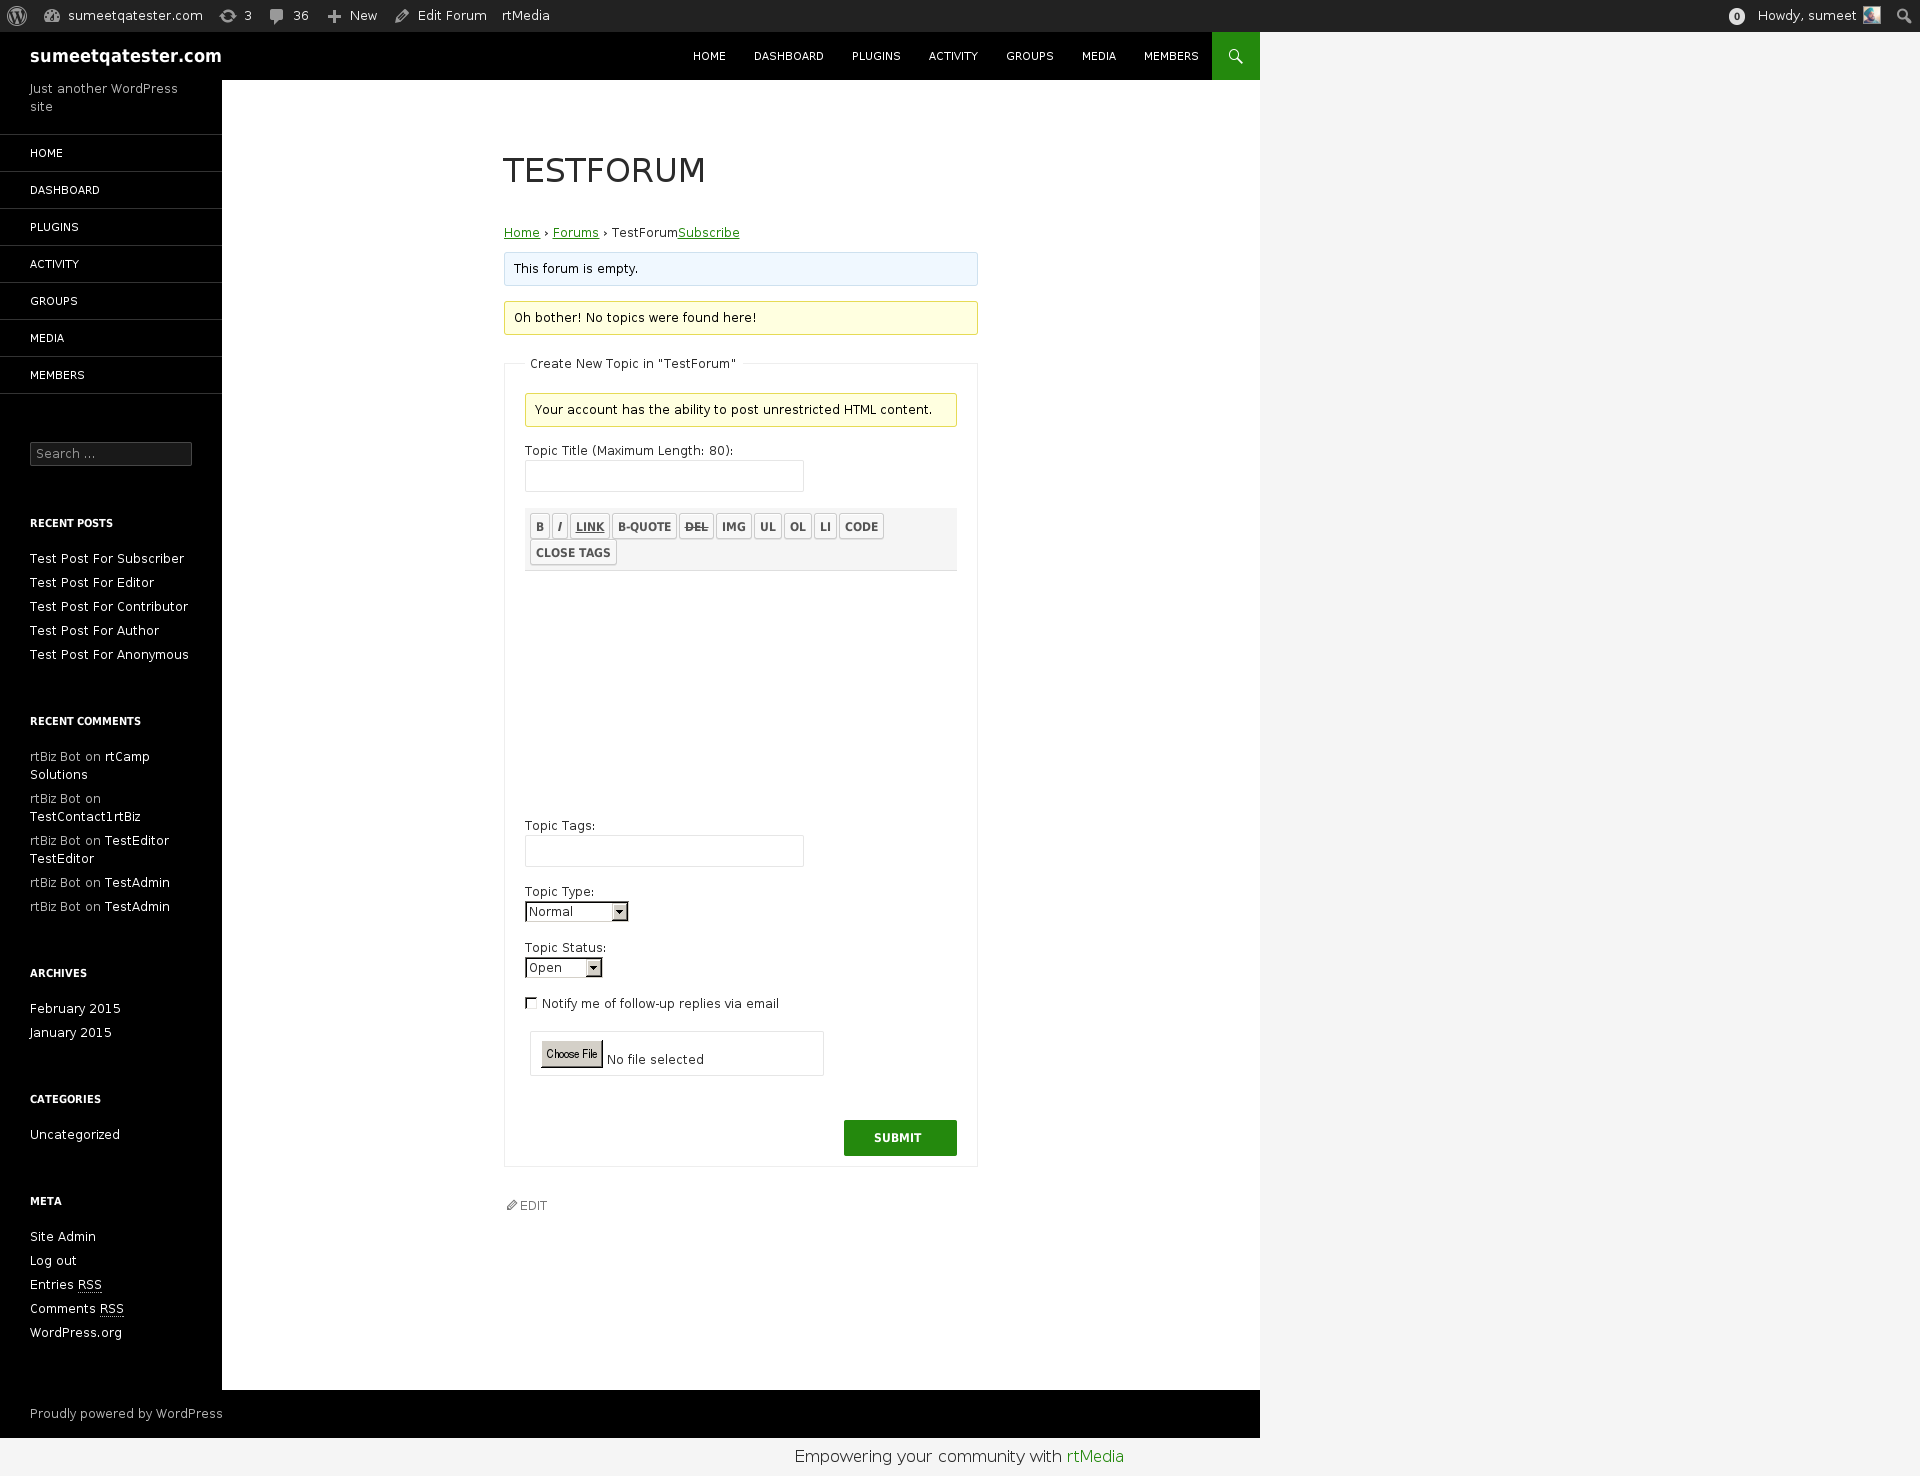 sumeetqatester.com 3 36 New Edit Forum rtMedia 0 Howdy, sumeet
sumeetqatester.com HOME DASHBOARD PLUGINS ACTIVITY GROUPS MEDIA MEMBERS
Just another WordPress
site
HOME
DASHBOARD
PLUGINS
ACTIVITY
GROUPS
MEDIA
MEMBERS
Search ...
RECENT POSTS
Test Post For Subscriber
Test Post For Editor
Test Post For Contributor
Test Post For Author
Test Post For Anonymous
RECENT COMMENTS
rtBiz Bot on rtCamp
Solutions
rtBiz Bot on
TestContact1rtBiz
rtBiz Bot on TestEditor
TestEditor
rtBiz Bot on TestAdmin
rtBiz Bot on TestAdmin
ARCHIVES
February 2015
January 2015
CATEGORIES
Uncategorized
META
Site Admin
Log out
Entries RSS
Comments RSS
WordPress.org
TESTFORUM
Home › Forums › TestForumSubscribe
This forum is empty.
Oh bother! No topics were found here!
Create New Topic in "TestForum"
Your account has the ability to post unrestricted HTML content.
Topic Title (Maximum Length: 80):
B I LINK B-QUOTE DEL IMG UL OL LI CODE
CLOSE TAGS
Topic Tags:
Topic Type:
Normal
Topic Status:
Open
Notify me of follow-up replies via email
Choose File No file selected
SUBMIT
EDIT
Proudly powered by WordPress
Empowering your community with rtMedia